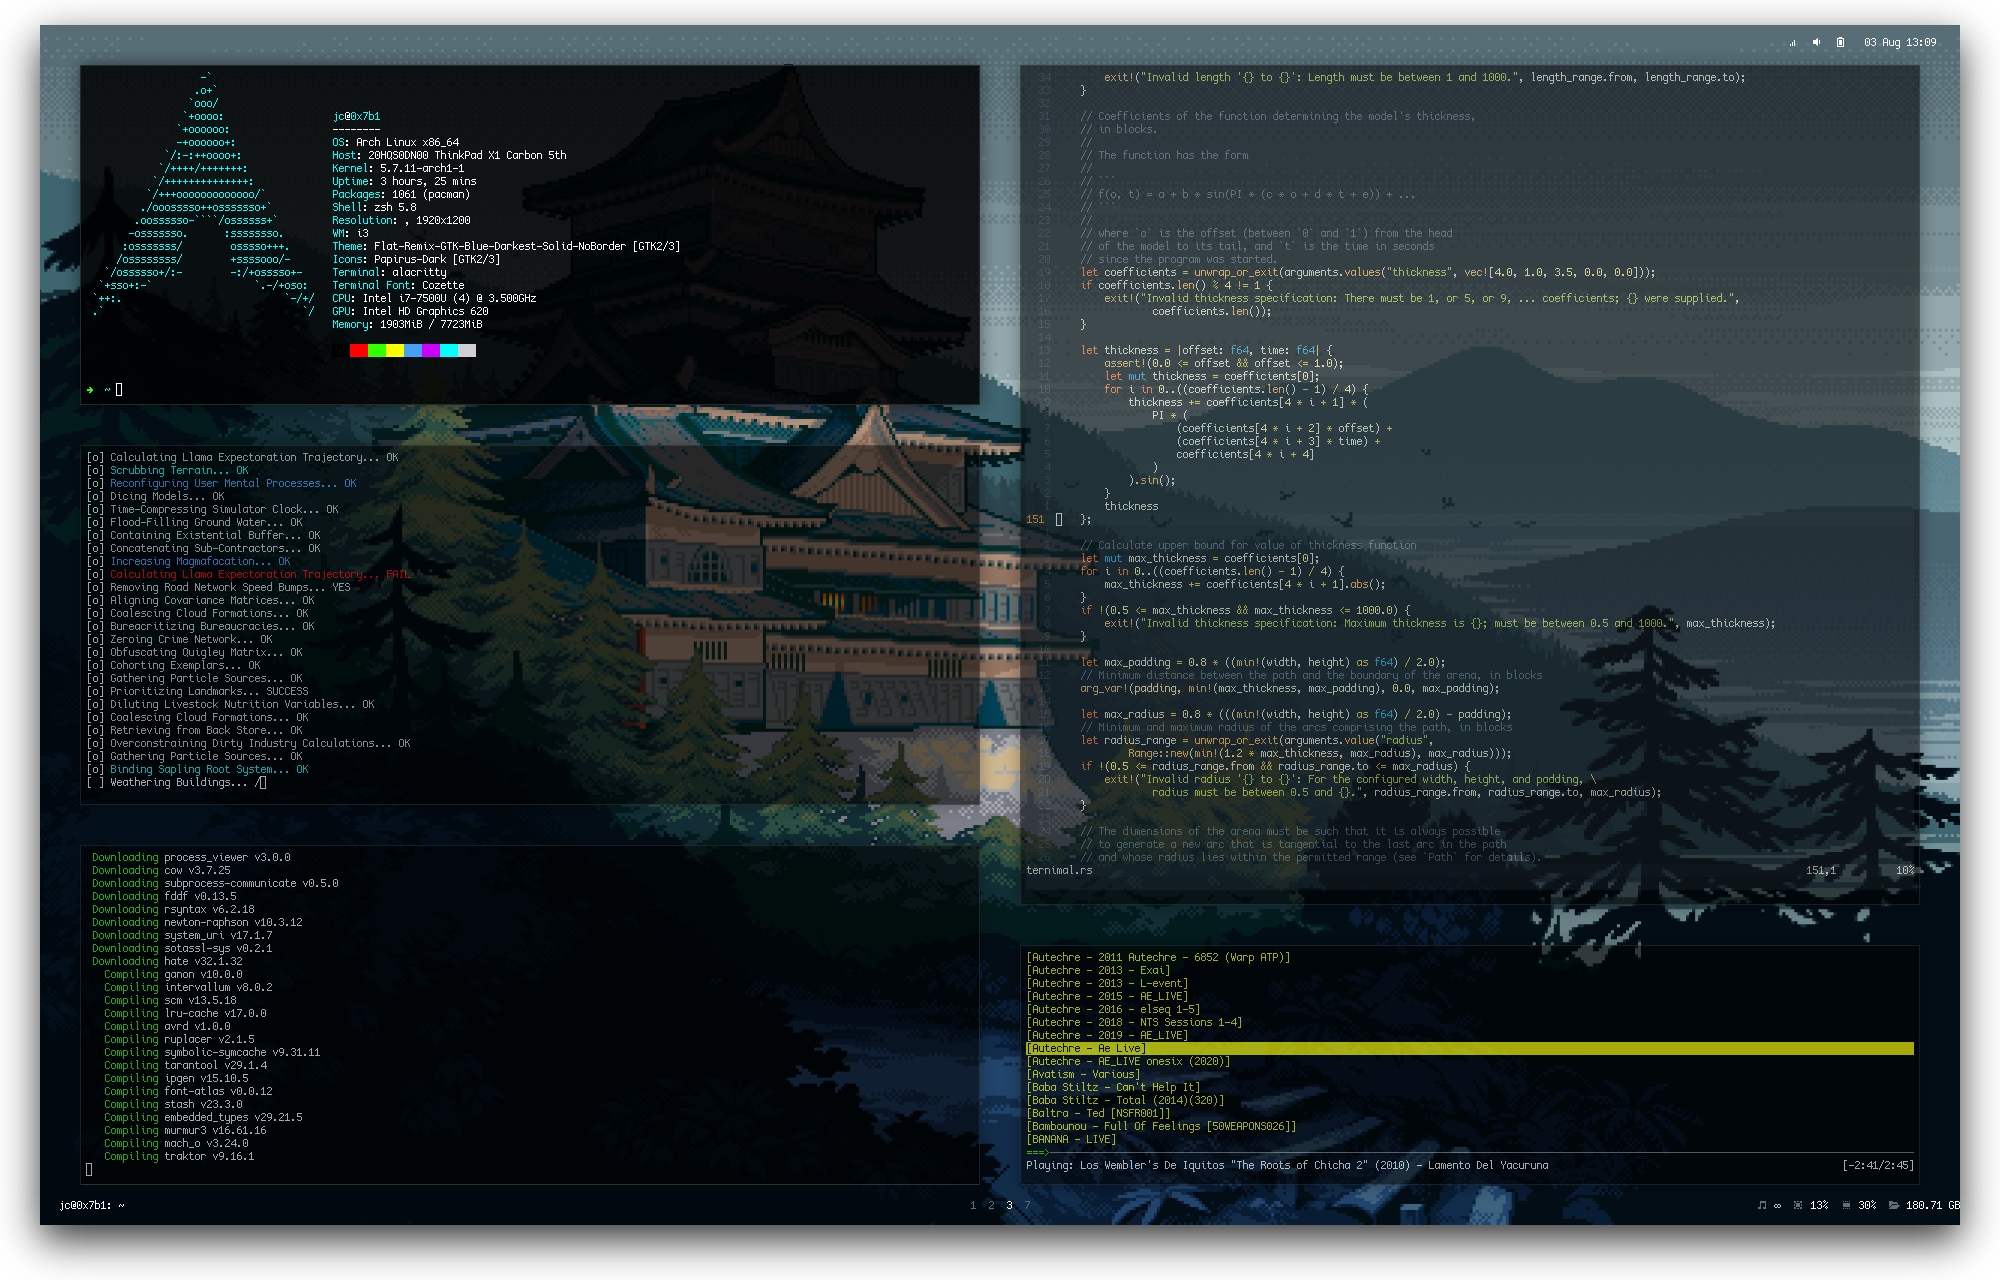 03 Aug 13:09
jc@0x7b1
--------
OS: Arch Linux x86_64
Host: 20HQS0DN00 ThinkPad X1 Carbon 5th
Kernel: 5.7.11-arch1-1
Uptime: 3 hours, 25 mins
Packages: 1061 (pacman)
Shell: zsh 5.8
Resolution: , 1920x1200
WM: i3
Theme: Flat-Remix-GTK-Blue-Darkest-Solid-NoBorder [GTK2/3]
Icons: Papirus-Dark [GTK2/3]
Terminal: alacritty
Terminal Font: Cozette
CPU: Intel i7-7500U (4) @ 3.500GHz
GPU: Intel HD Graphics 620
Memory: 1903MiB / 7723MiB
➜ ~
[o] Calculating Llama Expectoration Trajectory... OK
[o] Scrubbing Terrain... OK
[o] Reconfiguring User Mental Processes... OK
[o] Dicing Models... OK
[o] Time-Compressing Simulator Clock... OK
[o] Flood-Filling Ground Water... OK
[o] Containing Existential Buffer... OK
[o] Concatenating Sub-Contractors... OK
[o] Increasing Magmafacation... OK
[o] Calculating Llama Expectoration Trajectory... FAIL
[o] Removing Road Network Speed Bumps... YES
[o] Aligning Covariance Matrices... OK
[o] Coalescing Cloud Formations... OK
[o] Bureacritizing Bureaucracies... OK
[o] Zeroing Crime Network... OK
[o] Obfuscating Quigley Matrix... OK
[o] Cohorting Exemplars... OK
[o] Gathering Particle Sources... OK
[o] Prioritizing Landmarks... SUCCESS
[o] Diluting Livestock Nutrition Variables... OK
[o] Coalescing Cloud Formations... OK
[o] Retrieving from Back Store... OK
[o] Overconstraining Dirty Industry Calculations... OK
[o] Gathering Particle Sources... OK
[o] Binding Sapling Root System... OK
[ ] Weathering Buildings... /
Downloading process_viewer v3.0.0
Downloading cow v3.7.25
Downloading subprocess-communicate v0.5.0
Downloading fddf v0.13.5
Downloading rsyntax v6.2.18
Downloading newton-raphson v10.3.12
Downloading system_uri v17.1.7
Downloading sotassl-sys v0.2.1
Downloading hate v32.1.32
Compiling ganon v10.0.0
Compiling intervallum v8.0.2
Compiling scm v13.5.18
Compiling lru-cache v17.0.0
Compiling avrd v1.0.0
Compiling ruplacer v2.1.5
Compiling symbolic-symcache v9.31.11
Compiling tarantool v29.1.4
Compiling ipgen v15.10.5
Compiling font-atlas v0.0.12
Compiling stash v23.3.0
Compiling embedded_types v29.21.5
Compiling murmur3 v16.61.16
Compiling mach_o v3.24.0
Compiling traktor v9.16.1
34 exit!("Invalid length '{} to {}': Length must be between 1 and 1000.", length_range.from, length_range.to);
33 }
32
31 // Coefficients of the function determining the model's thickness,
30 // in blocks.
29 //
28 // The function has the form
27 //
26 // ```
25 // f(o, t) = a + b * sin(PI * (c * o + d * t + e)) + ...
24 // ```
23 //
22 // where `o` is the offset (between `0` and `1`) from the head
21 // of the model to its tail, and `t` is the time in seconds
20 // since the program was started.
19 let coefficients = unwrap_or_exit(arguments.values("thickness", vec![4.0, 1.0, 3.5, 0.0, 0.0]));
18 if coefficients.len() % 4 != 1 {
17 exit!("Invalid thickness specification: There must be 1, or 5, or 9, ... coefficients; {} were supplied.",
16 coefficients.len());
15 }
14
13 let thickness = |offset: f64, time: f64| {
12 assert!(0.0 <= offset && offset <= 1.0);
11 let mut thickness = coefficients[0];
10 for i in 0..((coefficients.len() - 1) / 4) {
9 thickness += coefficients[4 * i + 1] * (
8 PI * (
7 (coefficients[4 * i + 2] * offset) +
6 (coefficients[4 * i + 3] * time) +
5 coefficients[4 * i + 4]
4 )
3 ).sin();
2 }
1 thickness
151 };
1
2 // Calculate upper bound for value of thickness function
3 let mut max_thickness = coefficients[0];
4 for i in 0..((coefficients.len() - 1) / 4) {
5 max_thickness += coefficients[4 * i + 1].abs();
6 }
7 if !(0.5 <= max_thickness && max_thickness <= 1000.0) {
8 exit!("Invalid thickness specification: Maximum thickness is {}; must be between 0.5 and 1000.", max_thickness);
9 }
10
11 let max_padding = 0.8 * ((min!(width, height) as f64) / 2.0);
12 // Minimum distance between the path and the boundary of the arena, in blocks
13 arg_var!(padding, min!(max_thickness, max_padding), 0.0, max_padding);
14
15 let max_radius = 0.8 * (((min!(width, height) as f64) / 2.0) - padding);
16 // Minimum and maximum radius of the arcs comprising the path, in blocks
17 let radius_range = unwrap_or_exit(arguments.value("radius",
18 Range::new(min!(1.2 * max_thickness, max_radius), max_radius)));
19 if !(0.5 <= radius_range.from && radius_range.to <= max_radius) {
20 exit!("Invalid radius '{} to {}': For the configured width, height, and padding, \
21 radius must be between 0.5 and {}.", radius_range.from, radius_range.to, max_radius);
22 }
23
24 // The dimensions of the arena must be such that it is always possible
25 // to generate a new arc that is tangential to the last arc in the path
26 // and whose radius lies within the permitted range (see `Path` for details).
ternimal.rs 151,1 10%
[Autechre - 2011 Autechre - 6852 (Warp ATP)]
[Autechre - 2013 - Exai]
[Autechre - 2013 - L-event]
[Autechre - 2015 - AE_LIVE]
[Autechre - 2016 - elseq 1-5]
[Autechre - 2018 - NTS Sessions 1-4]
[Autechre - 2019 - AE_LIVE]
[Autechre - Ae Live]
[Autechre - AE_LIVE onesix (2020)]
[Avatism - Various]
[Baba Stiltz - Can't Help It]
[Baba Stiltz - Total (2014)(320)]
[Baltra - Ted [NSFR001]]
[Bambounou - Full Of Feelings [50WEAPONS026]]
[BANANA - LIVE]
===>
Playing: Los Wembler's De Iquitos "The Roots of Chicha 2" (2010) - Lamento Del Yacuruna [-2:41/2:45]
jc@0x7b1: ~ 1 2 3 7 ∞ 13% 30% 180.71 GB